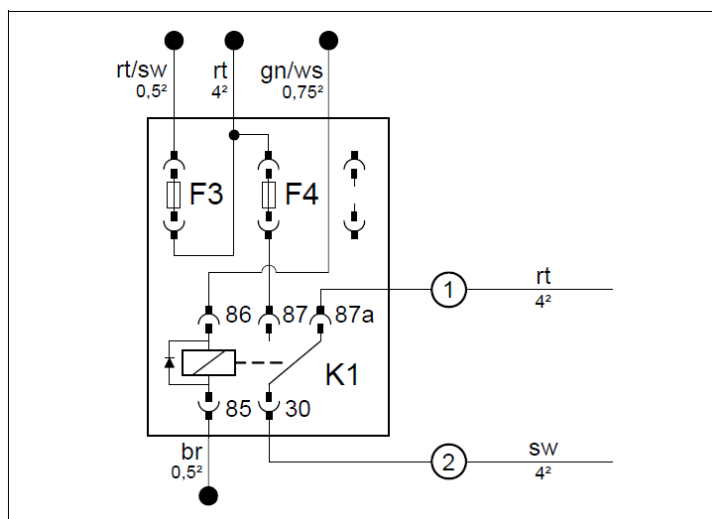 rt/sw
0,5²
rt
4²
gn/ws
0,75²
F3
F4
86
87
87a
1
rt
4²
K1
85
30
br
0,5²
2
sw
4²